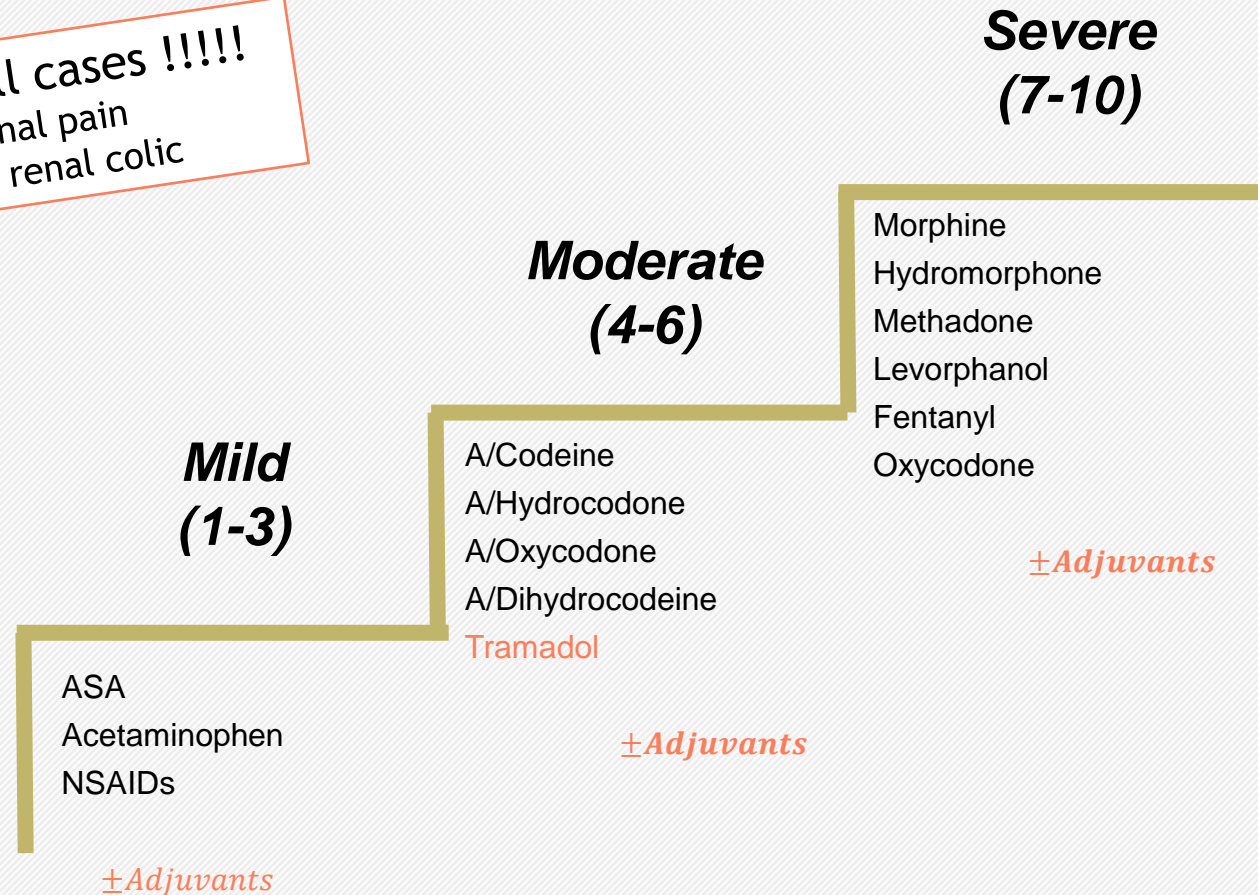 ll cases !!!!!
nal pain
renal colic
Severe
(7-10)
Morphine
Hydromorphone
Methadone
Levorphanol
Fentanyl
Oxycodone
±Adjuvants
Moderate
(4-6)
A/Codeine
A/Hydrocodone
A/Oxycodone
A/Dihydrocodeine
Tramadol
±Adjuvants
Mild
(1-3)
ASA
Acetaminophen
NSAIDs
±Adjuvants